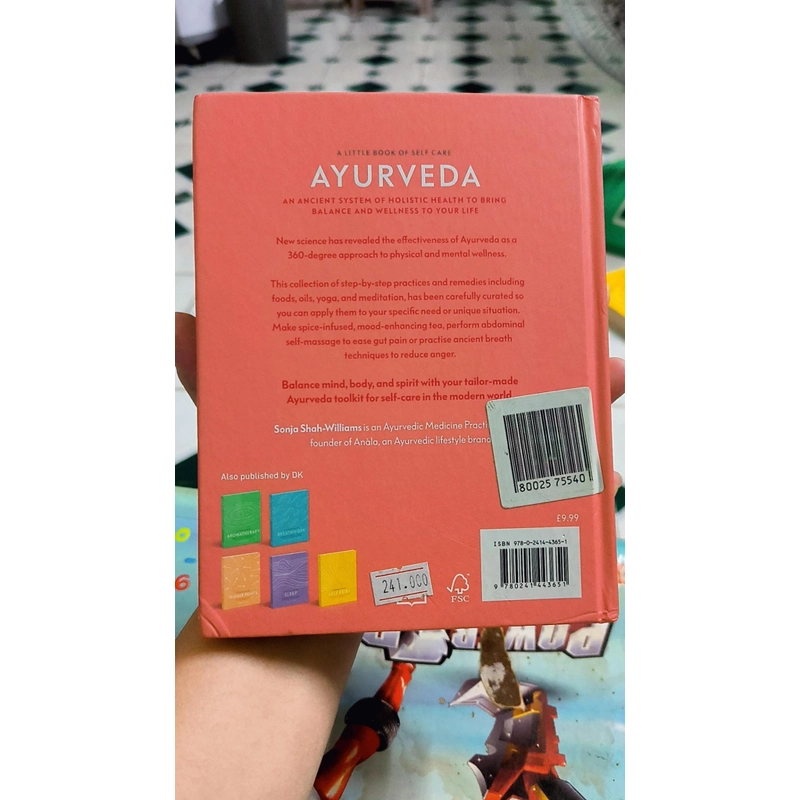 A LITTLE BOOK OF SELF CARE
AYURVEDA
AN ANCIENT SYSTEM OF HOLISTIC HEALTH TO BRING
BALANCE AND WELLNESS TO YOUR LIFE
New science has revealed the effectiveness of Ayurveda as a
360-degree approach to physical and mental wellness.
This collection of step-by-step practices and remedies including
foods, oils, yoga, and meditation, has been carefully curated so
you can apply them to your specific need or unique situation.
Make spice-infused, mood-enhancing tea, perform abdominal
self-massage to ease gut pain or practise ancient breath
techniques to reduce anger.
Balance mind, body, and spirit with your tailor-made
Ayurveda toolkit for self-care in the modern world
Sonja Shah-Williams is an Ayurvedic Medicine
founder of Anāla, an Ayurvedic lifestyle brand
80025 75540
Also published by DK
AROMATHERAPY
SLEEP
£9.99
ISBN 978-0-2414-4365-1
9 780241 443651
241.000
FSC
POWER
6